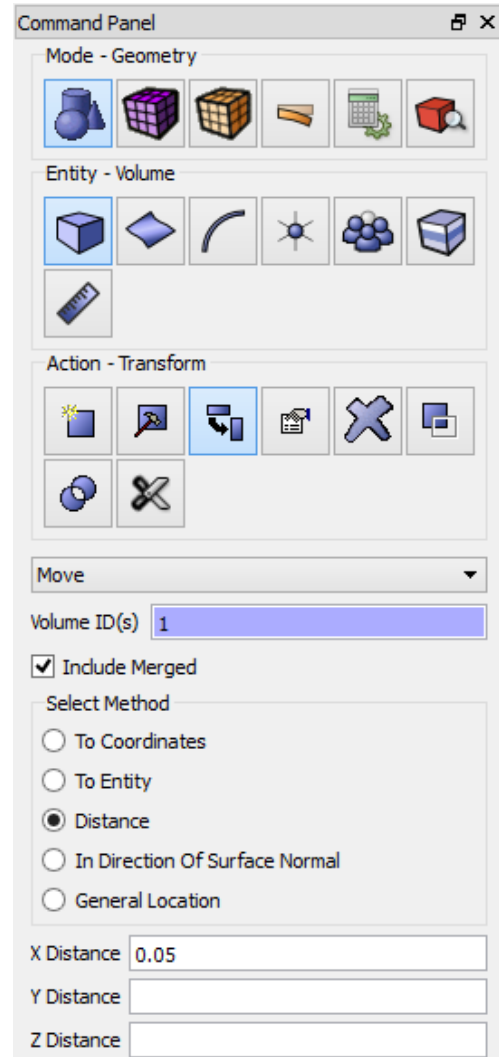 Command Panel
Mode - Geometry
Entity - Volume
Action - Transform
Move
Volume ID(s) 1
Include Merged
Select Method
To Coordinates
To Entity
Distance
In Direction Of Surface Normal
General Location
X Distance 0.05
Y Distance
Z Distance